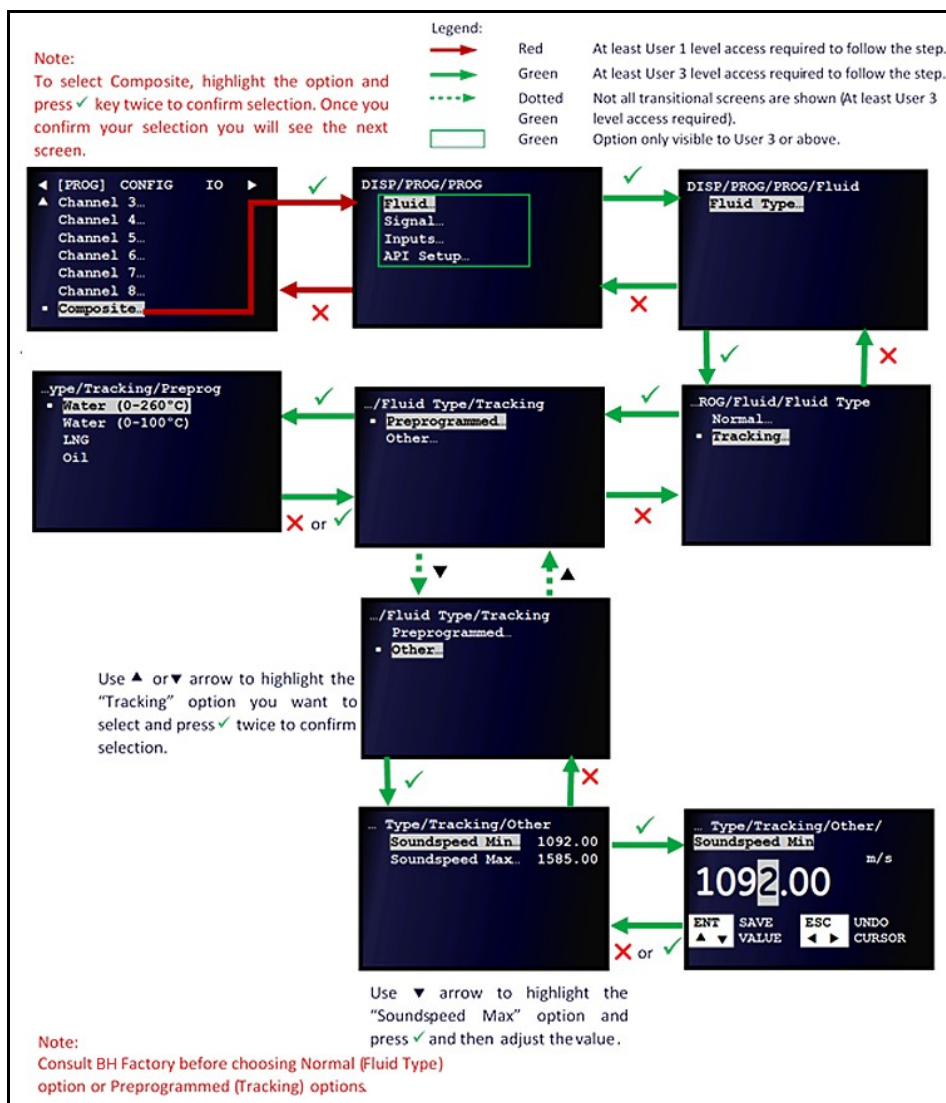 Legend:
Red At least User 1 level access required to follow the step.
Green At least User 3 level access required to follow the step.
Dotted Green Not all transitional screens are shown (At least User 3 level access required).
Green Option only visible to User 3 or above.
Note:
To select Composite, highlight the option and
press ✓ key twice to confirm selection. Once you
confirm your selection you will see the next
screen.
◄ [PROG] CONFIG IO ►
▲ Channel 3…
Channel 4…
Channel 5…
Channel 6…
Channel 7…
Channel 8…
▪ Composite…
✓
✕
DISP/PROG/PROG
Fluid…
Signal…
Inputs…
API Setup…
✓
✕
DISP/PROG/PROG/Fluid
Fluid Type…
✓
✕
…ype/Tracking/Preprog
▪ Water (0-260°C)
Water (0-100°C)
LNG
Oil
✓
✕ or ✓
…/Fluid Type/Tracking
▪ Preprogrammed…
Other…
✓
✕
…ROG/Fluid/Fluid Type
Normal…
▪ Tracking…
▼
▲
…/Fluid Type/Tracking
Preprogrammed…
▪ Other…
Use ▲ or ▼ arrow to highlight the
"Tracking" option you want to
select and press ✓ twice to confirm
selection.
✓
✕
… Type/Tracking/Other
Soundspeed Min… 1092.00
Soundspeed Max… 1585.00
✓
✕ or ✓
… Type/Tracking/Other/
Soundspeed Min
m/s
1092.00
ENT SAVE ESC UNDO
▲ ▼ VALUE ◄ ► CURSOR
Use ▼ arrow to highlight the
"Soundspeed Max" option and
press ✓ and then adjust the value.
Note:
Consult BH Factory before choosing Normal (Fluid Type)
option or Preprogrammed (Tracking) options.